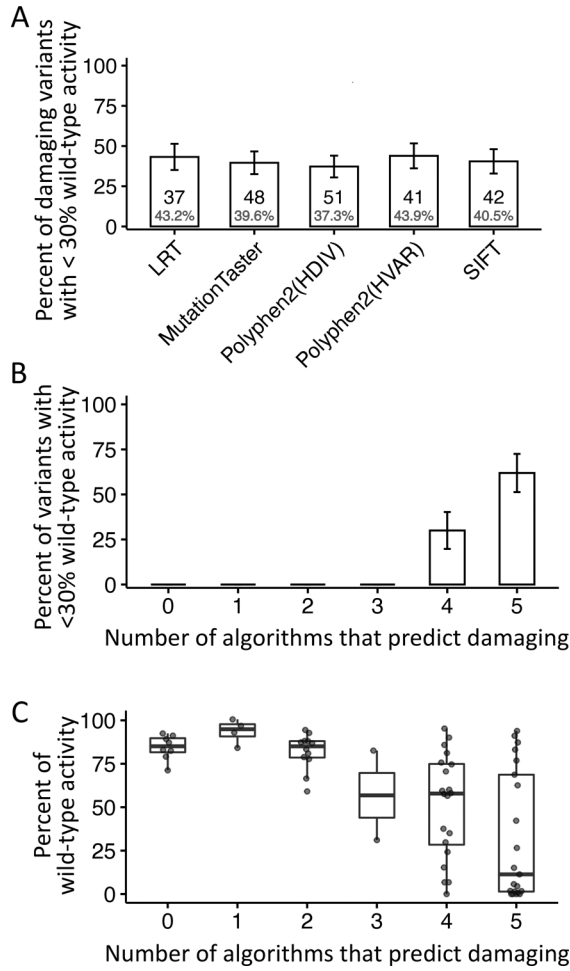 A
Percent of damaging variants
with < 30% wild-type activity
100
75
50
25
0
37
43.2%
48
39.6%
51
37.3%
41
43.9%
42
40.5%
LRT
MutationTaster
Polyphen2(HDIV)
Polyphen2(HVAR)
SIFT
B
Percent of variants with
<30% wild-type activity
100
75
50
25
0
0 1 2 3 4 5
Number of algorithms that predict damaging
C
Percent of
wild-type activity
100
75
50
25
0
0 1 2 3 4 5
Number of algorithms that predict damaging